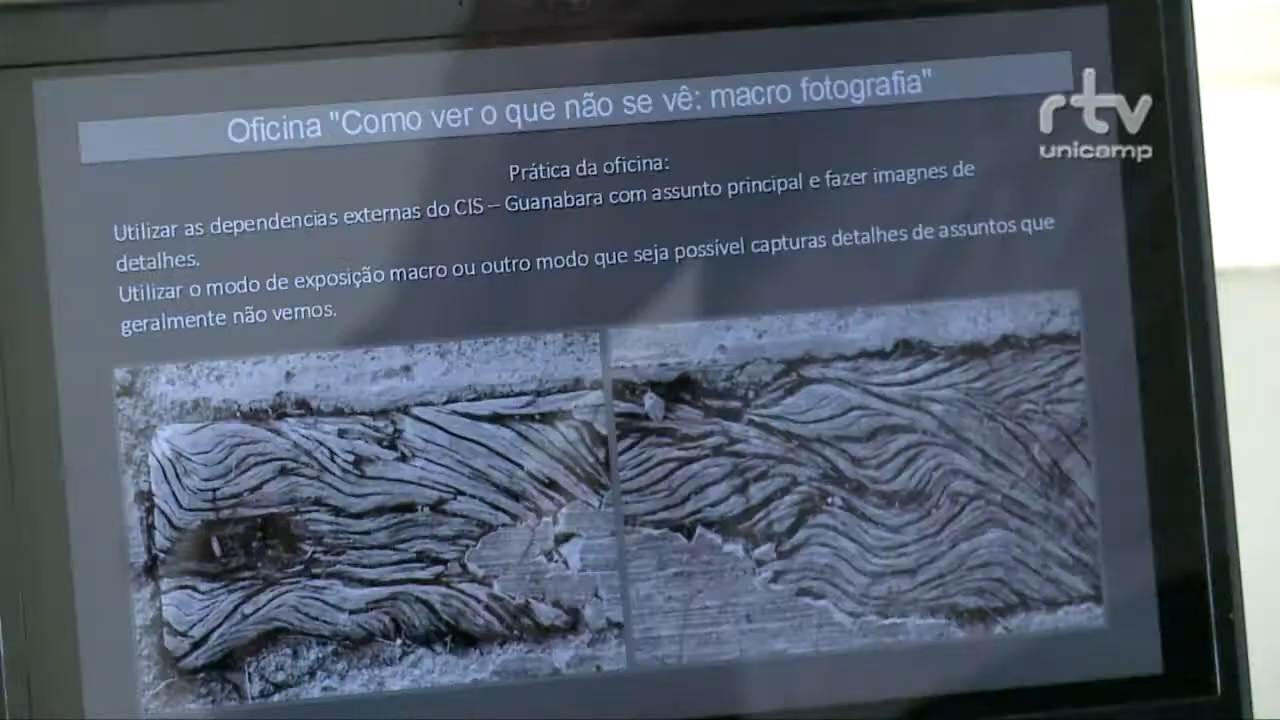 Oficina "Como ver o que não se vê: macro fotografia"
rtv
unicamp
Prática da oficina:
Utilizar as dependencias externas do CIS – Guanabara com assunto principal e fazer imagnes de
detalhes.
Utilizar o modo de exposição macro ou outro modo que seja possível capturas detalhes de assuntos que
geralmente não vemos.